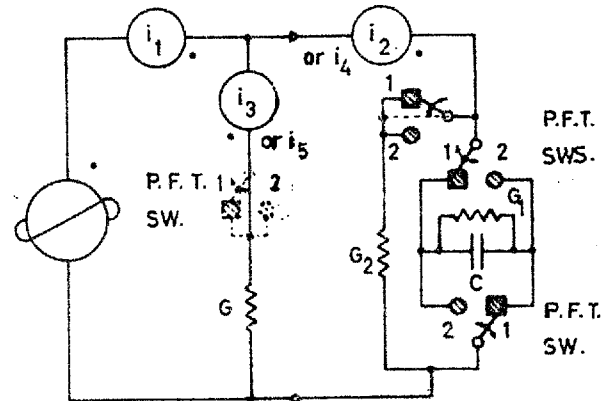 i₁
or i₄
i₂
i₃
or i₅
1
2
P.F.T.
SWS.
1
2
P.F.T.
SW.
1
2
G₁
G₂
C
G
2
1
P.F.T.
SW.